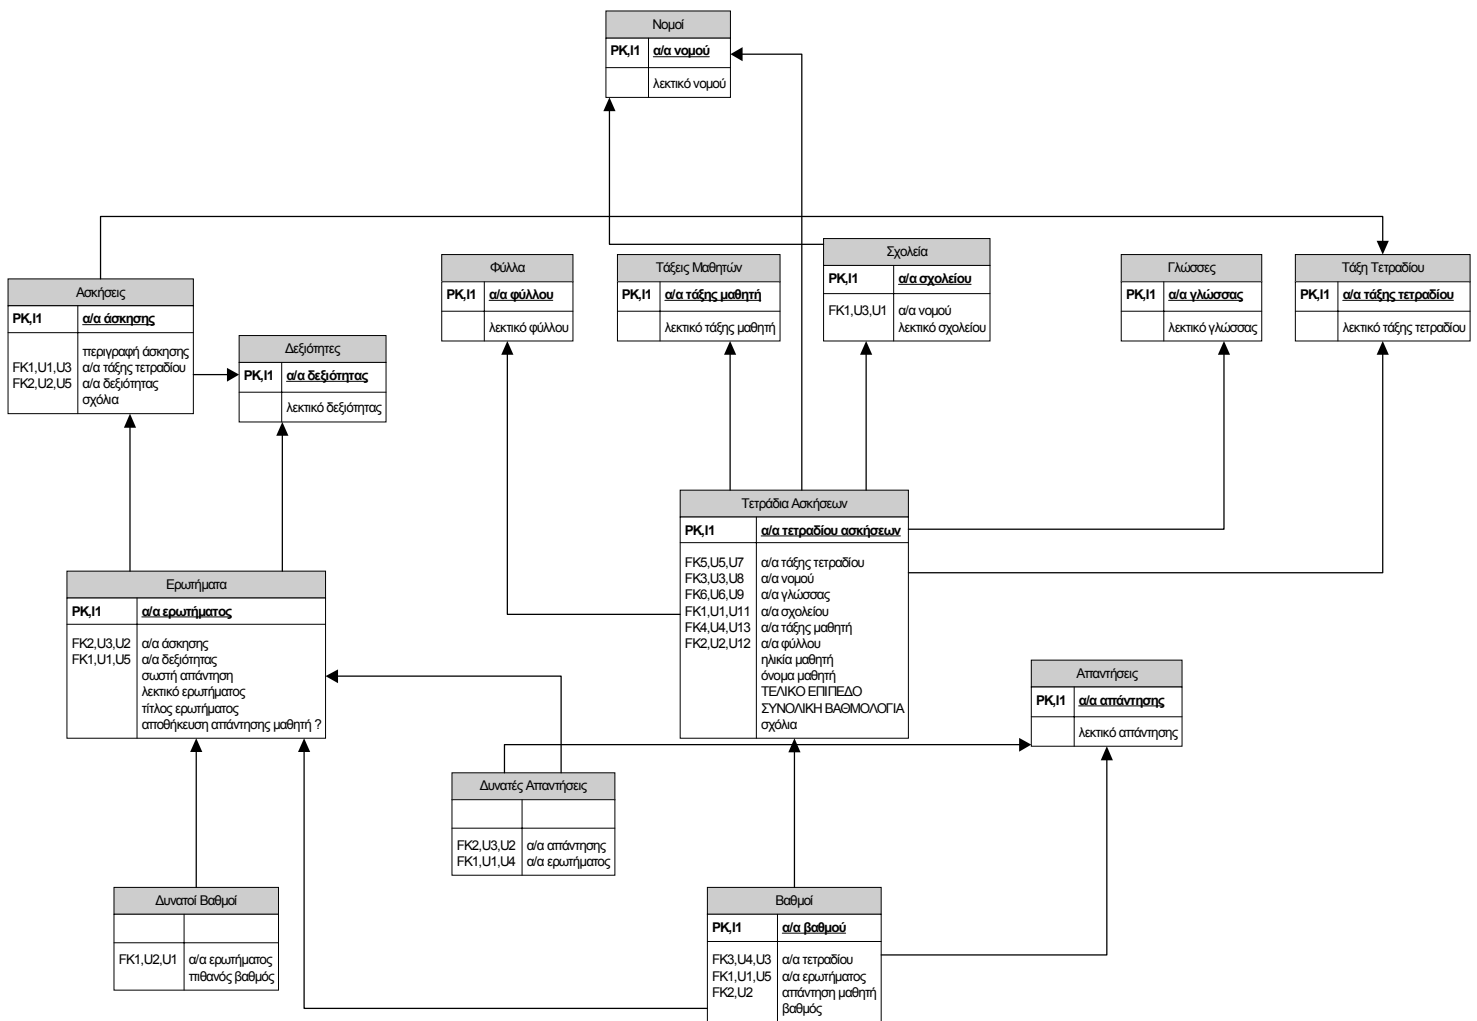 Νομοί
PK,I1 α/α νομού
λεκτικό νομού
Ασκήσεις
PK,I1 α/α άσκησης
περιγραφή άσκησης
FK1,U1,U3 α/α τάξης τετραδίου
FK2,U2,U5 α/α δεξιότητας
σχόλια
Δεξιότητες
PK,I1 α/α δεξιότητας
λεκτικό δεξιότητας
Φύλλα
PK,I1 α/α φύλλου
λεκτικό φύλλου
Τάξεις Μαθητών
PK,I1 α/α τάξης μαθητή
λεκτικό τάξης μαθητή
Σχολεία
PK,I1 α/α σχολείου
FK1,U3,U1 α/α νομού
λεκτικό σχολείου
Γλώσσες
PK,I1 α/α γλώσσας
λεκτικό γλώσσας
Τάξη Τετραδίου
PK,I1 α/α τάξης τετραδίου
λεκτικό τάξης τετραδίου
Τετράδια Ασκήσεων
PK,I1 α/α τετραδίου ασκήσεων
FK5,U5,U7 α/α τάξης τετραδίου
FK3,U3,U8 α/α νομού
FK6,U6,U9 α/α γλώσσας
FK1,U1,U11 α/α σχολείου
FK4,U4,U13 α/α τάξης μαθητή
FK2,U2,U12 α/α φύλλου
ηλικία μαθητή
όνομα μαθητή
ΤΕΛΙΚΟ ΕΠΙΠΕΔΟ
ΣΥΝΟΛΙΚΗ ΒΑΘΜΟΛΟΓΙΑ
σχόλια
Ερωτήματα
PK,I1 α/α ερωτήματος
FK2,U3,U2 α/α άσκησης
FK1,U1,U5 α/α δεξιότητας
σωστή απάντηση
λεκτικό ερωτήματος
τίτλος ερωτήματος
αποθήκευση απάντησης μαθητή ?
Απαντήσεις
PK,I1 α/α απάντησης
λεκτικό απάντησης
Δυνατές Απαντήσεις
FK2,U3,U2 α/α απάντησης
FK1,U1,U4 α/α ερωτήματος
Δυνατοί Βαθμοί
FK1,U2,U1 α/α ερωτήματος
πιθανός βαθμός
Βαθμοί
PK,I1 α/α βαθμού
FK3,U4,U3 α/α τετραδίου
FK1,U1,U5 α/α ερωτήματος
FK2,U2 απάντηση μαθητή
βαθμός